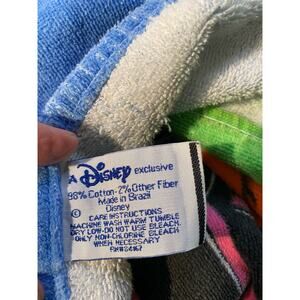 A Disney exclusive
98% Cotton-2% Other Fiber
Made in Brazil
Disney
©
CARE INSTRUCTIONS
MACHINE WASH WARM TUMBLE
DRY LOW-DO NOT USE BLEACH.
ONLY NON-CHLORINE BLEACH
WHEN NECESSARY